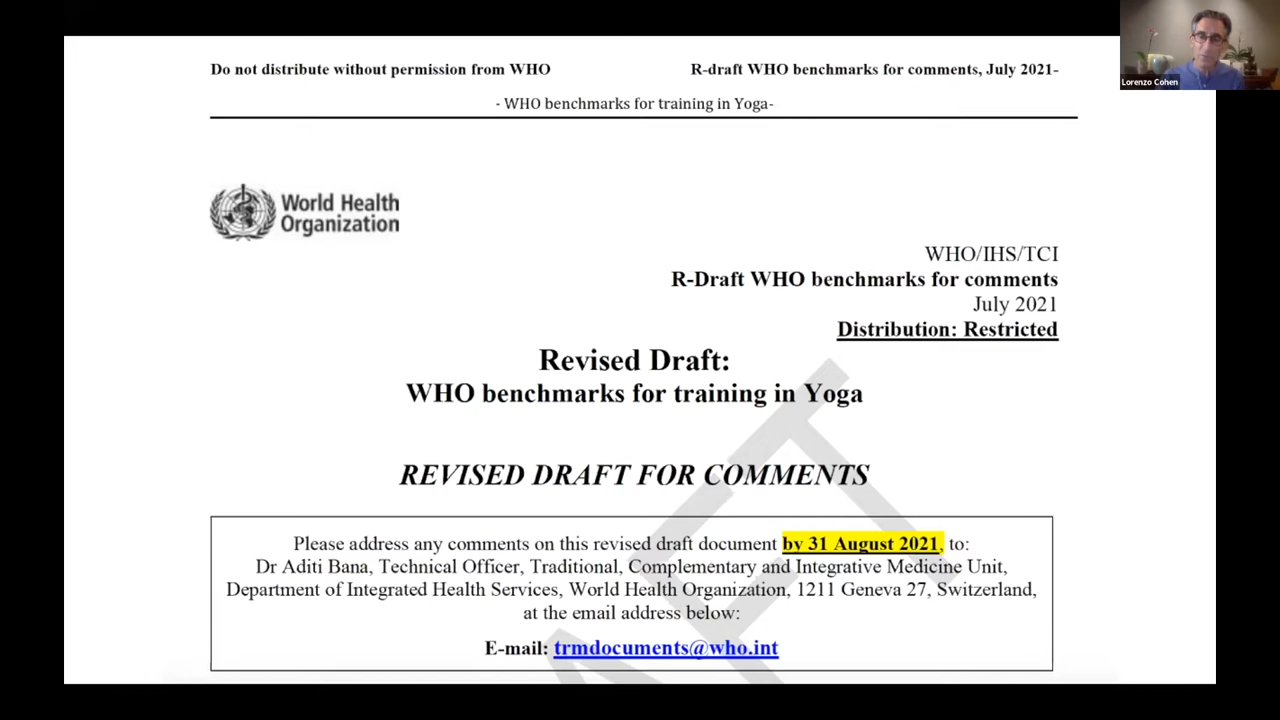 Do not distribute without permission from WHO
R-draft WHO benchmarks for comments, July 2021-
- WHO benchmarks for training in Yoga-
Lorenzo Cohen
World Health
Organization
WHO/IHS/TCI
R-Draft WHO benchmarks for comments
July 2021
Distribution: Restricted
Revised Draft:
WHO benchmarks for training in Yoga
REVISED DRAFT FOR COMMENTS
Please address any comments on this revised draft document by 31 August 2021, to:
Dr Aditi Bana, Technical Officer, Traditional, Complementary and Integrative Medicine Unit,
Department of Integrated Health Services, World Health Organization, 1211 Geneva 27, Switzerland,
at the email address below:
E-mail: trmdocuments@who.int